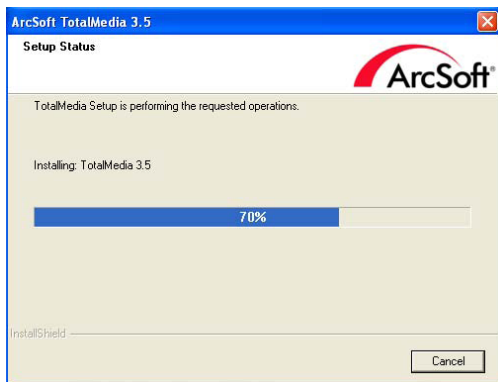 ArcSoft TotalMedia 3.5
Setup Status
ArcSoft®
TotalMedia Setup is performing the requested operations.
Installing: TotalMedia 3.5
70%
InstallShield
Cancel